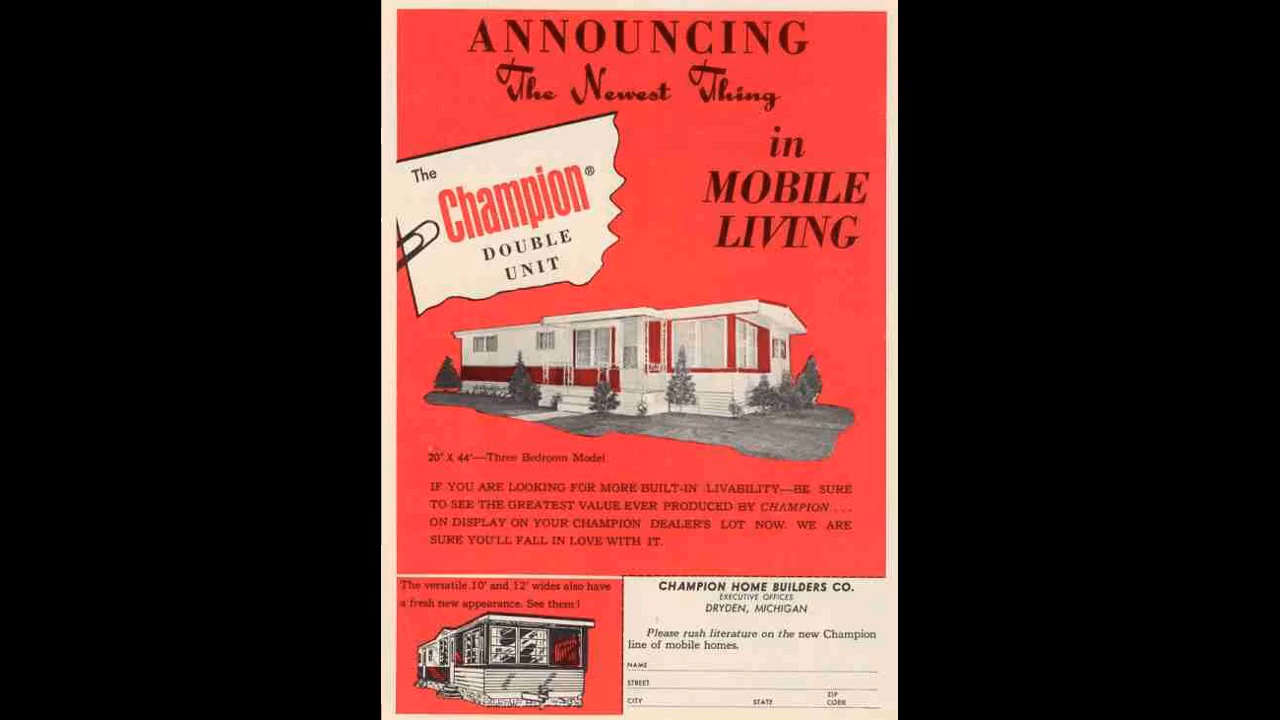 ANNOUNCING
The Newest Thing
in
MOBILE
LIVING
The
Champion®
DOUBLE
UNIT
20' X 44'—Three Bedroom Model
IF YOU ARE LOOKING FOR MORE BUILT-IN LIVABILITY—BE SURE
TO SEE THE GREATEST VALUE EVER PRODUCED BY CHAMPION . . .
ON DISPLAY ON YOUR CHAMPION DEALER'S LOT NOW. WE ARE
SURE YOU'LL FALL IN LOVE WITH IT.
The versatile 10' and 12' wides also have
a fresh new appearance. See them!
CHAMPION HOME BUILDERS CO.
EXECUTIVE OFFICES
DRYDEN, MICHIGAN
Please rush literature on the new Champion
line of mobile homes.
NAME
STREET
CITY STATE ZIP CODE